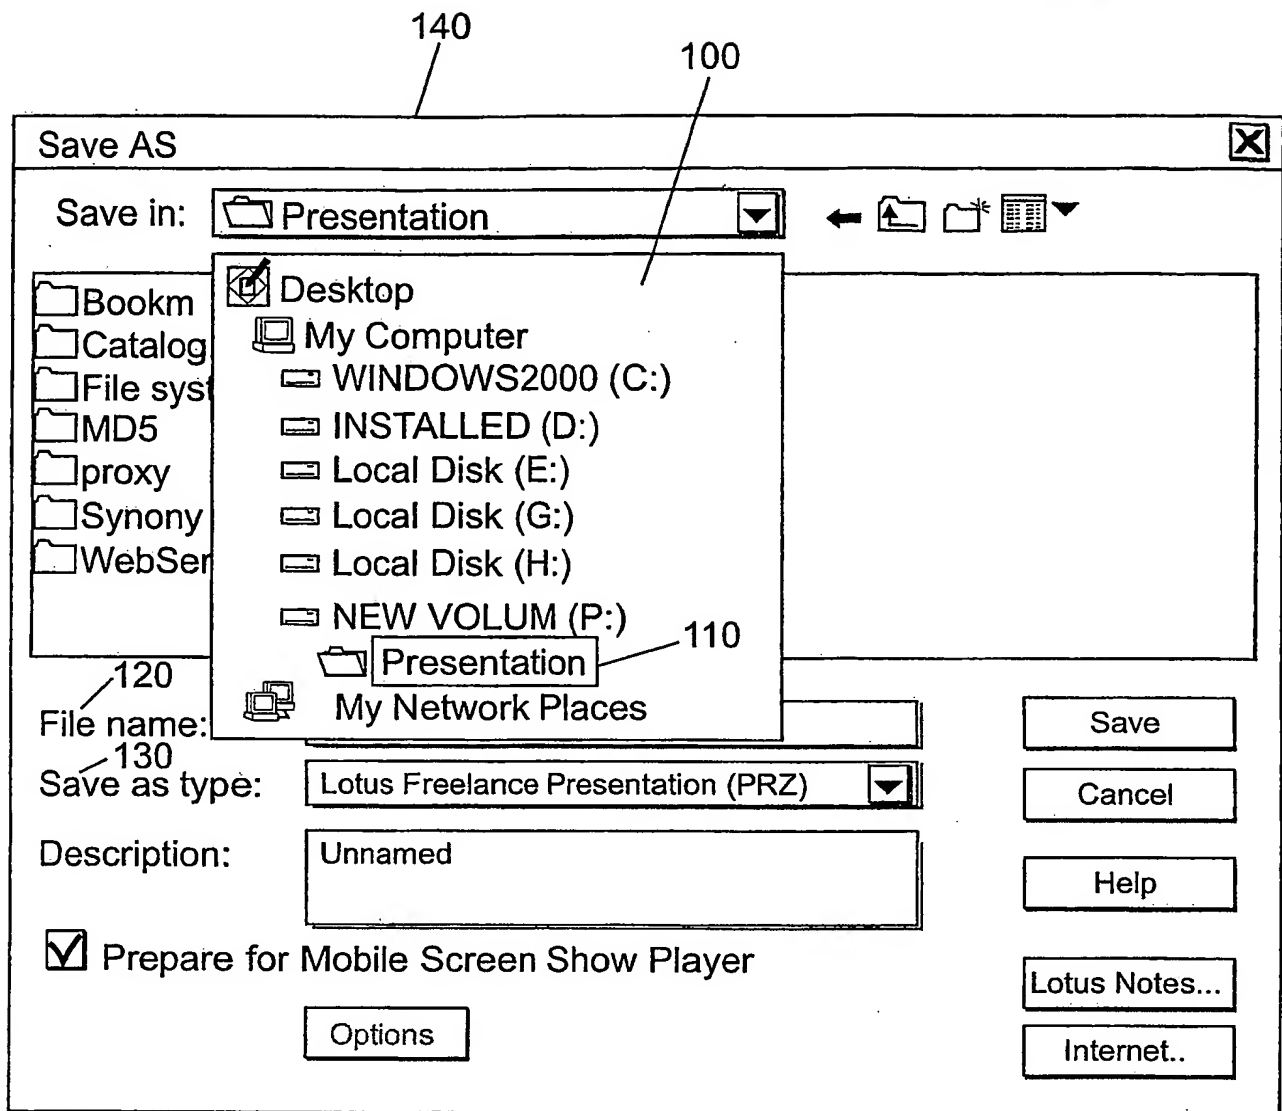 140
100
Save AS
Save in: Presentation
Desktop
Bookm
My Computer
Catalog
WINDOWS2000 (C:)
File syst
INSTALLED (D:)
MD5
Local Disk (E:)
proxy
Local Disk (G:)
Synony
Local Disk (H:)
WebSer
NEW VOLUM (P:)
110
Presentation
120
My Network Places
File name:
Save
130
Save as type: Lotus Freelance Presentation (PRZ)
Cancel
Description: Unnamed
Help
Prepare for Mobile Screen Show Player
Lotus Notes...
Options
Internet..